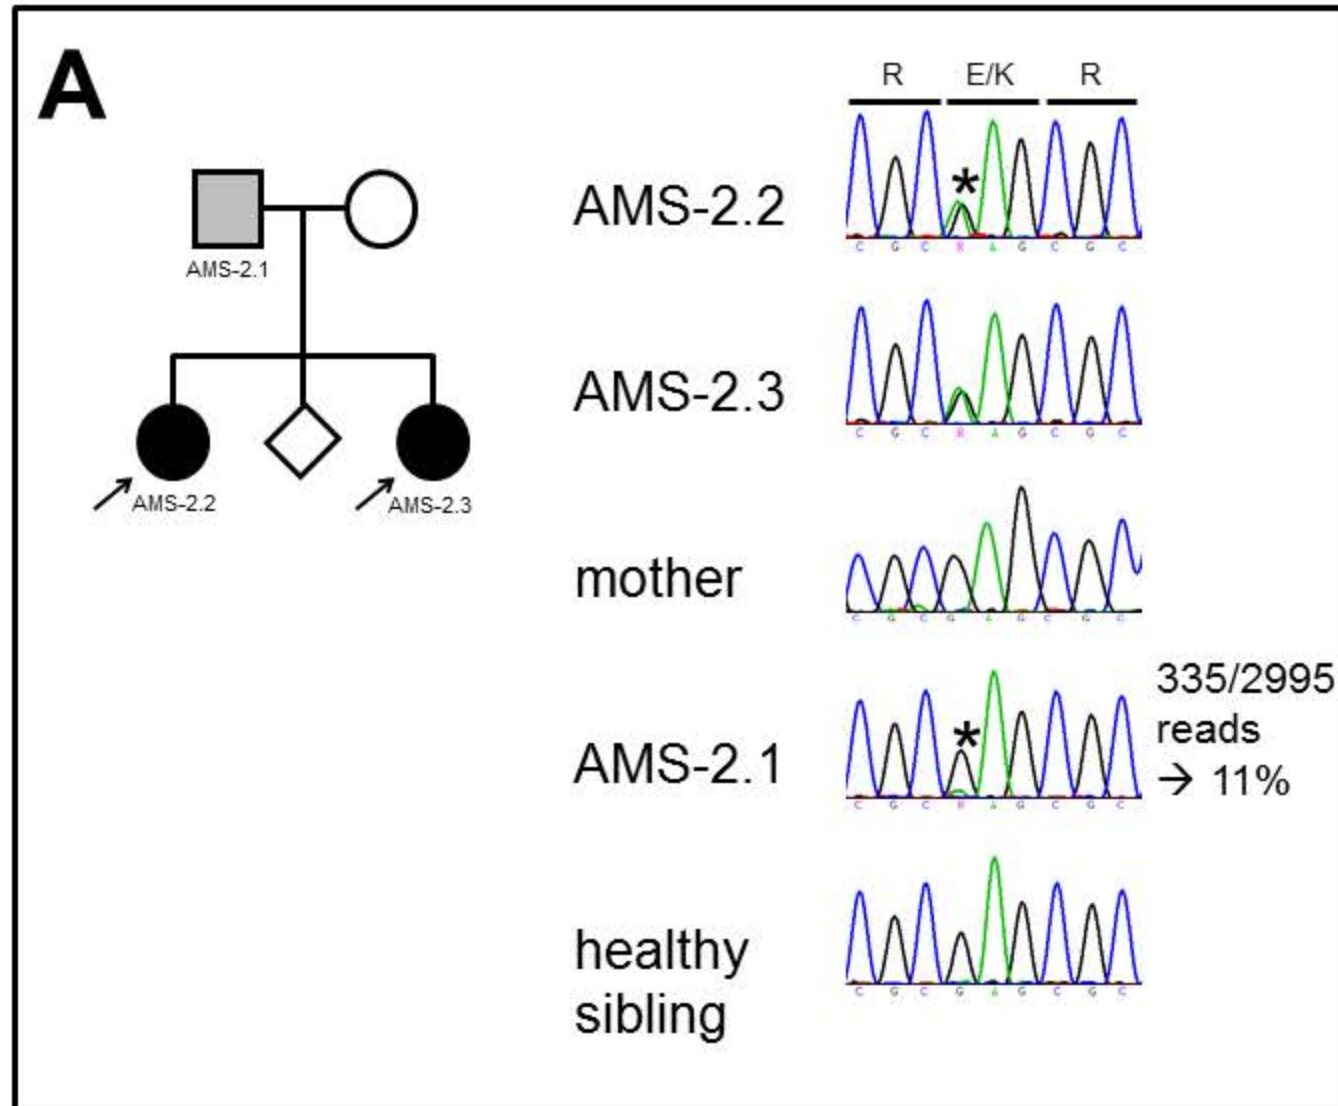 A
R E/K R
AMS-2.2
*
C G C R A G C G C
AMS-2.1
AMS-2.3
C G C R A G C G C
AMS-2.2
AMS-2.3
mother
C G C G A G C G C
AMS-2.1
*
335/2995
reads
→ 11%
C G C R A G C G C
healthy
sibling
C G C G A G C G C